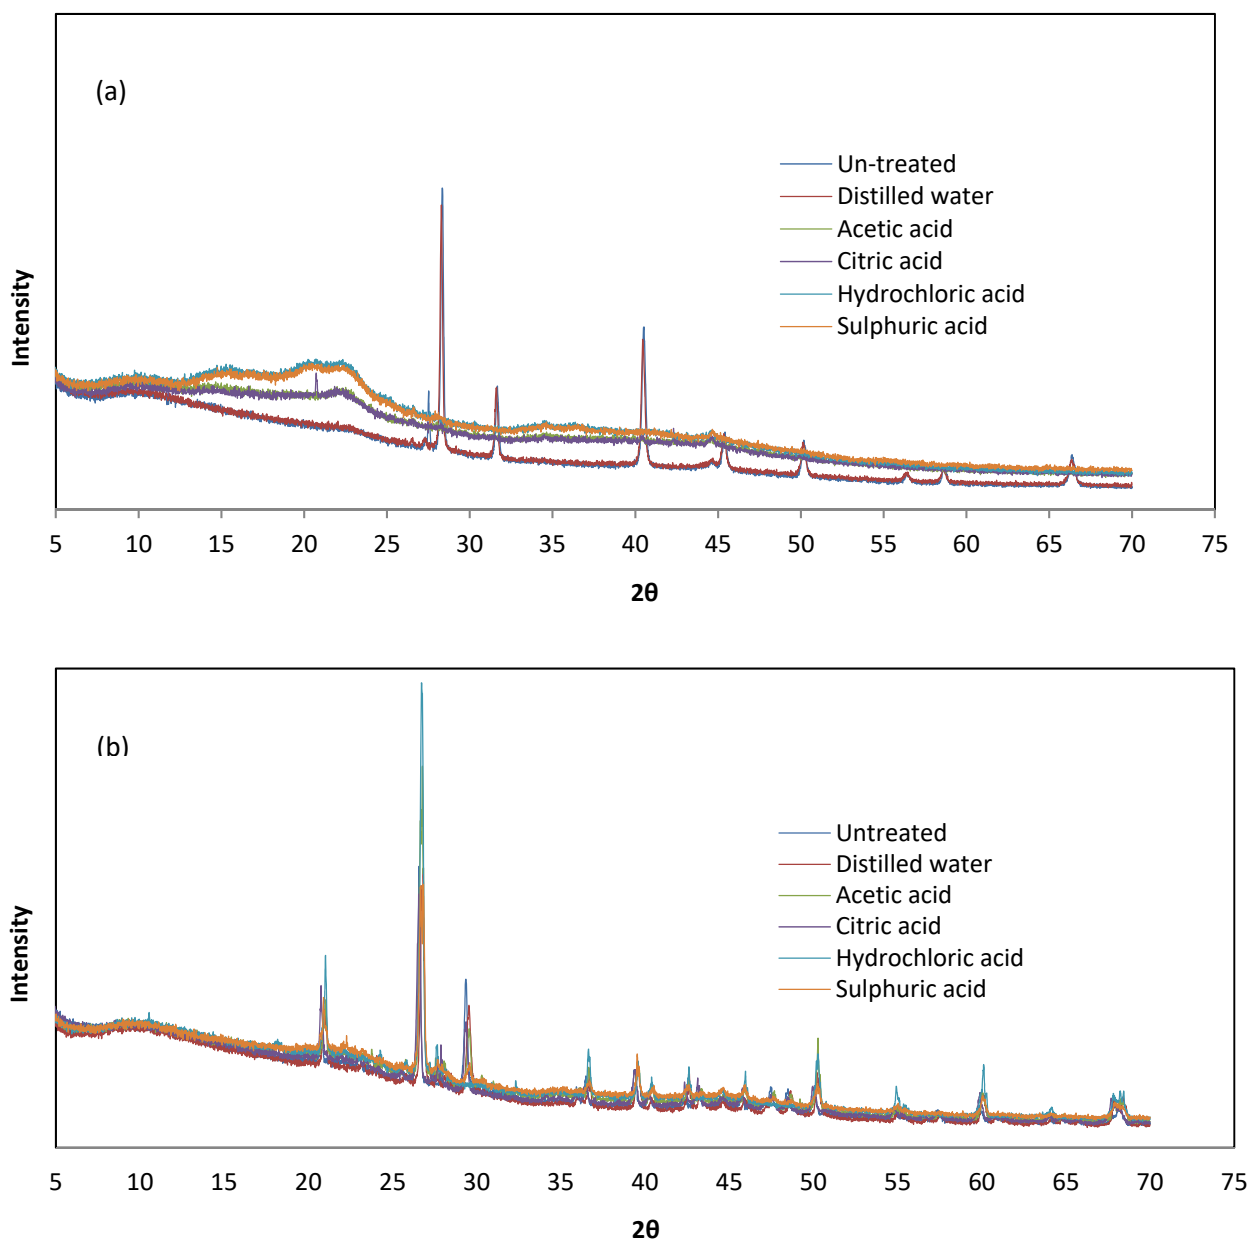 (a)
Un-treated
Distilled water
Acetic acid
Citric acid
Hydrochloric acid
Sulphuric acid
Intensity
5 10 15 20 25 30 35 40 45 50 55 60 65 70 75
2θ
(b)
Untreated
Distilled water
Acetic acid
Citric acid
Hydrochloric acid
Sulphuric acid
Intensity
5 10 15 20 25 30 35 40 45 50 55 60 65 70 75
2θ